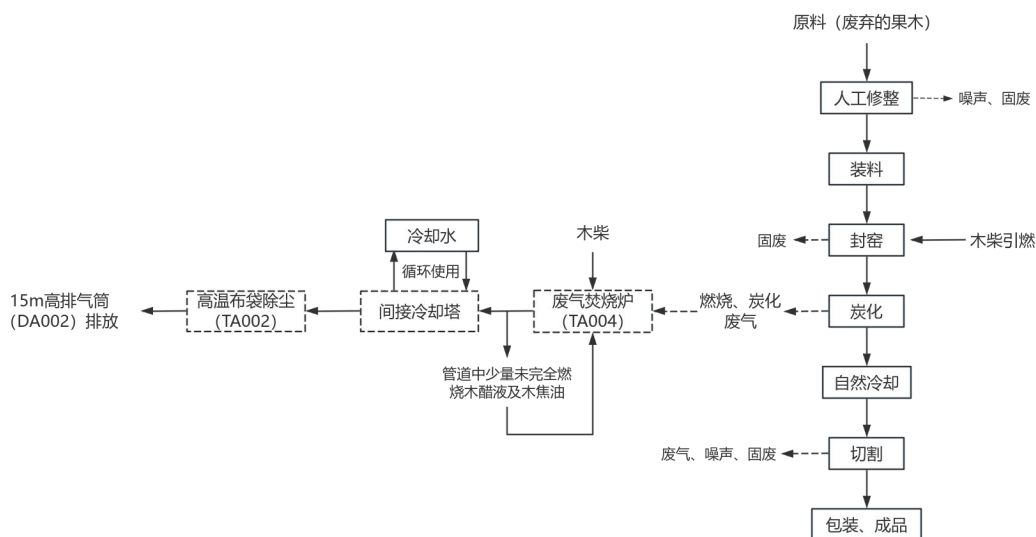 原料（废弃的果木）
人工修整
噪声、固废
装料
冷却水
木柴
固废
封窑
木柴引燃
循环使用
15m高排气筒
（DA002）排放
高温布袋除尘
（TA002）
间接冷却塔
废气焚烧炉
（TA004）
燃烧、炭化
废气
炭化
管道中少量未完全燃
烧木醋液及木焦油
自然冷却
废气、噪声、固废
切割
包装、成品